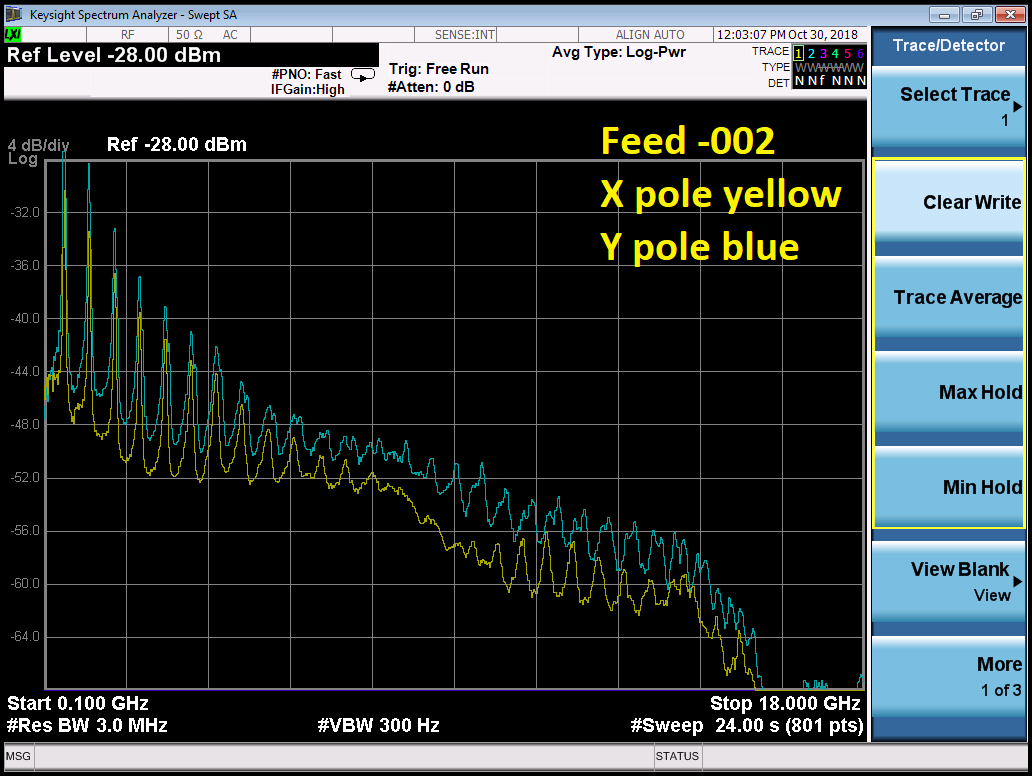 Keysight Spectrum Analyzer - Swept SA
LXI RF 50 Ω AC SENSE:INT ALIGN AUTO 12:03:07 PM Oct 30, 2018
Ref Level -28.00 dBm
#PNO: Fast
IFGain:High
Trig: Free Run
#Atten: 0 dB
Avg Type: Log-Pwr
TRACE 1 2 3 4 5 6
TYPE WWWWWW
DET N N f N N N
4 dB/div
Log
Ref -28.00 dBm
Feed -002
X pole yellow
Y pole blue
-32.0
-36.0
-40.0
-44.0
-48.0
-52.0
-56.0
-60.0
-64.0
Start 0.100 GHz
Stop 18.000 GHz
#Res BW 3.0 MHz
#VBW 300 Hz
#Sweep 24.00 s (801 pts)
MSG
STATUS
Trace/Detector
Select Trace
1
Clear Write
Trace Average
Max Hold
Min Hold
View Blank
View
More
1 of 3